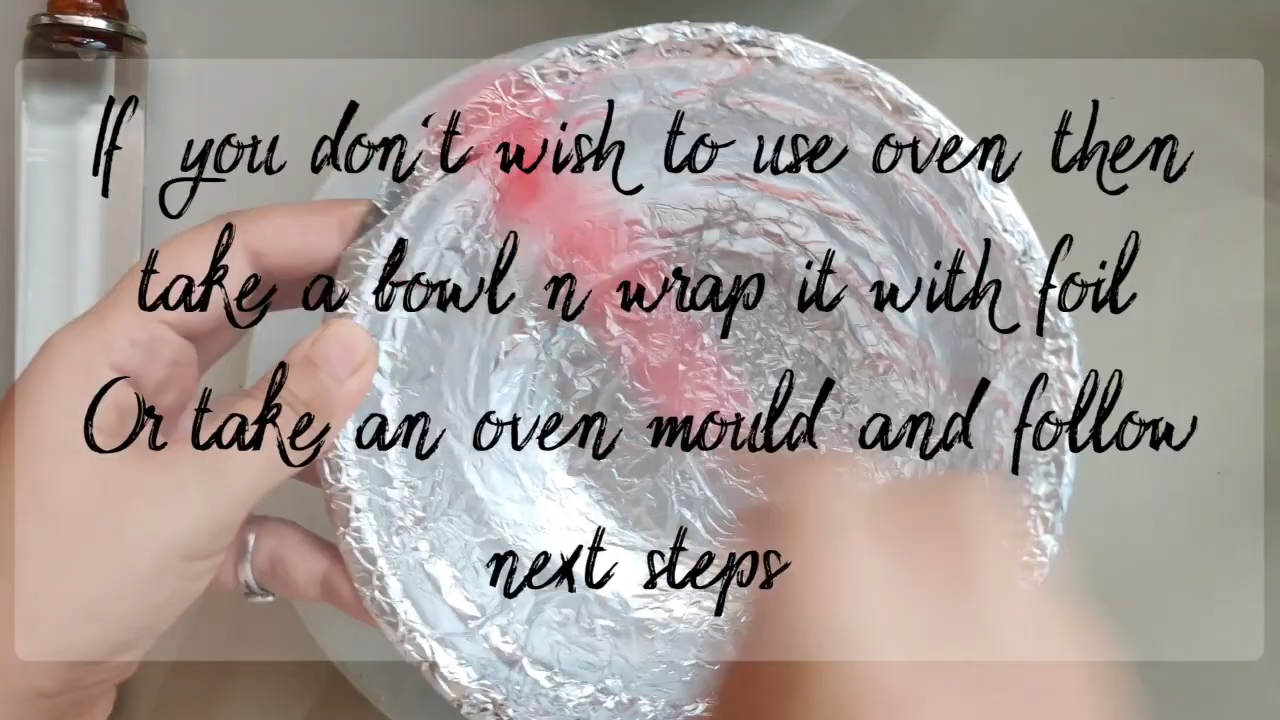 If you don't wish to use oven then
take a bowl n wrap it with foil
Or take an oven mould and follow
next steps